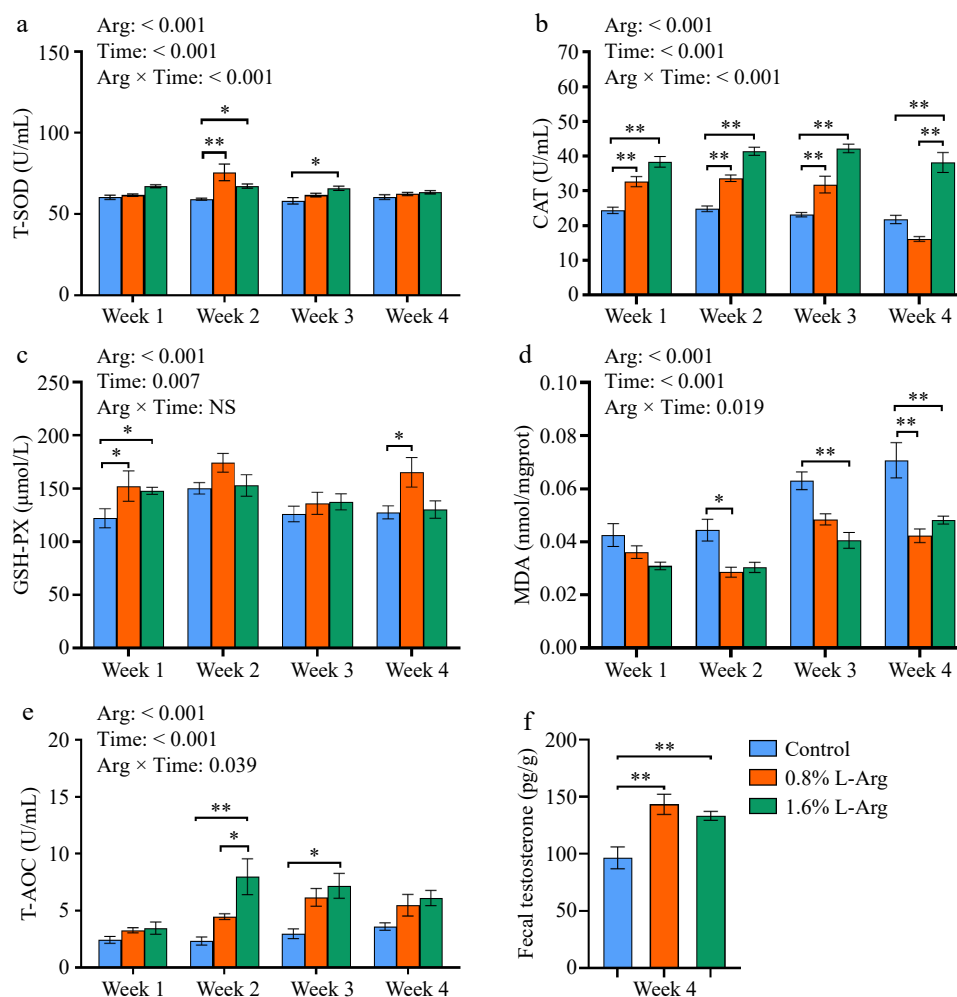 a
Arg: < 0.001
Time: < 0.001
Arg × Time: < 0.001
T-SOD (U/mL)
150
100
50
0
*
**
*
Week 1 Week 2 Week 3 Week 4
b
Arg: < 0.001
Time: < 0.001
Arg × Time: < 0.001
CAT (U/mL)
70
60
50
40
30
20
10
0
**
**
**
**
**
**
**
**
Week 1 Week 2 Week 3 Week 4
c
Arg: < 0.001
Time: 0.007
Arg × Time: NS
GSH-PX (μmol/L)
250
200
150
100
50
0
*
*
*
Week 1 Week 2 Week 3 Week 4
d
Arg: < 0.001
Time: < 0.001
Arg × Time: 0.019
MDA (nmol/mgprot)
0.10
0.08
0.06
0.04
0.02
0.00
*
**
**
**
Week 1 Week 2 Week 3 Week 4
e
Arg: < 0.001
Time: < 0.001
Arg × Time: 0.039
T-AOC (U/mL)
20
15
10
5
0
**
*
*
Week 1 Week 2 Week 3 Week 4
f
Fecal testosterone (pg/g)
200
150
100
50
0
**
**
Week 4
Control
0.8% L-Arg
1.6% L-Arg